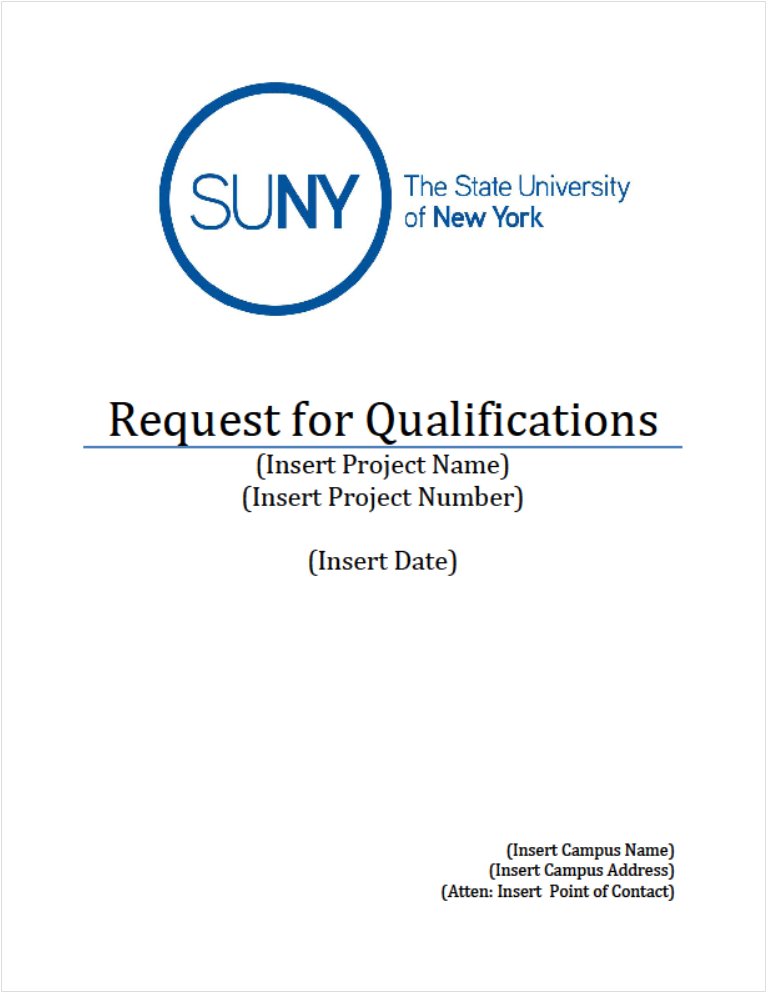 SUNY
The State University
of New York
Request for Qualifications
(Insert Project Name)
(Insert Project Number)
(Insert Date)
(Insert Campus Name)
(Insert Campus Address)
(Atten: Insert  Point of Contact)